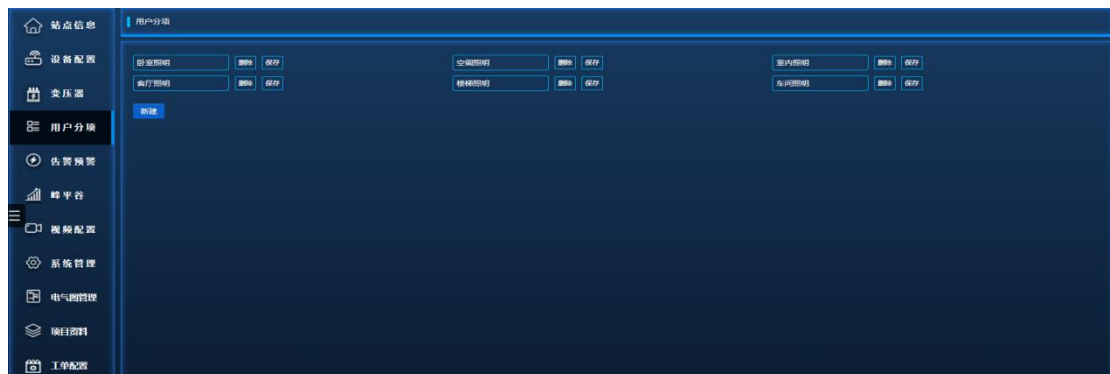 站点信息
设备配置
变压器
用户分项
告警预警
峰平谷
视频配置
系统管理
电气图管理
项目资料
工单配置
用户分项
卧室照明 删除 保存 空调照明 删除 保存 室内照明 删除 保存
客厅照明 删除 保存 楼梯照明 删除 保存 车间照明 删除 保存
新建